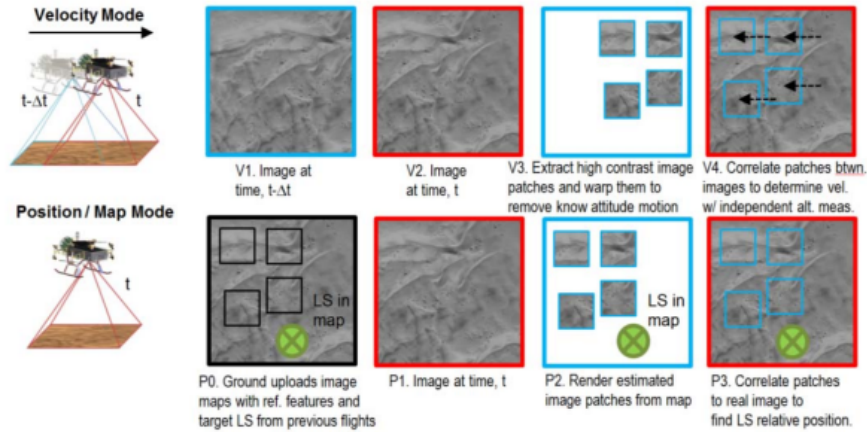 Velocity Mode
t-Δt
t
V1. Image at
time, t-Δt
V2. Image
at time, t
V3. Extract high contrast image
patches and warp them to
remove know attitude motion
V4. Correlate patches btwn.
images to determine vel.
w/ independent alt. meas.
Position / Map Mode
t
LS in
map
P0. Ground uploads image
maps with ref. features and
target LS from previous flights
P1. Image at time, t
LS in
map
P2. Render estimated
image patches from map
P3. Correlate patches
to real image to
find LS relative position.